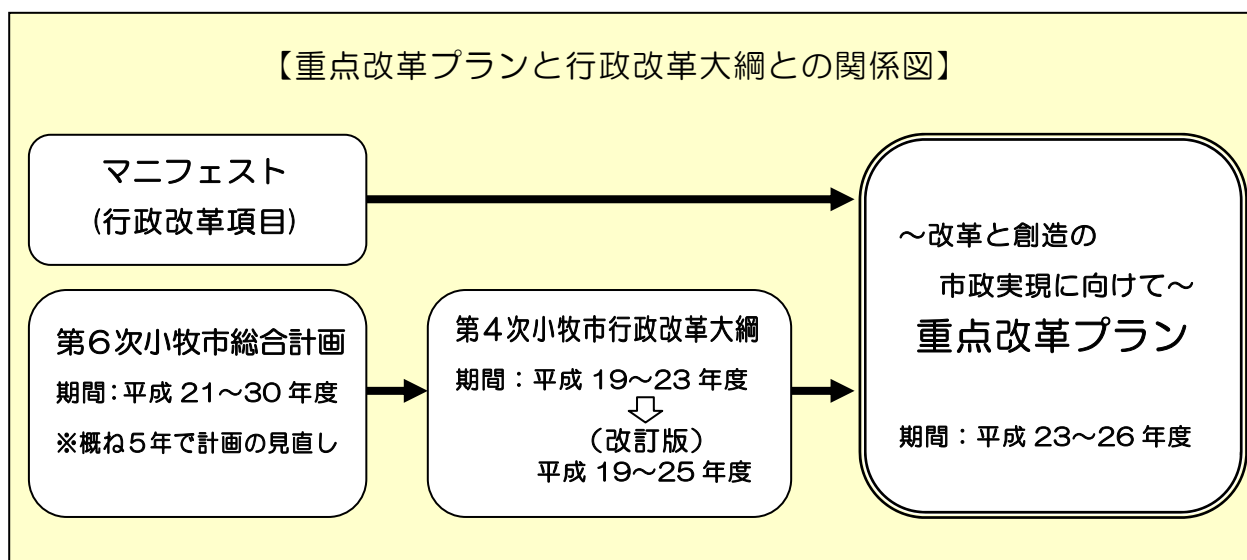 【重点改革プランと行政改革大綱との関係図】
マニフェスト
(行政改革項目)
第６次小牧市総合計画
期間：平成 21～30 年度
※概ね５年で計画の見直し
第４次小牧市行政改革大綱
期間：平成 19～23 年度
（改訂版）
平成 19～25 年度
～改革と創造の
市政実現に向けて～
重点改革プラン
期間：平成 23～26 年度